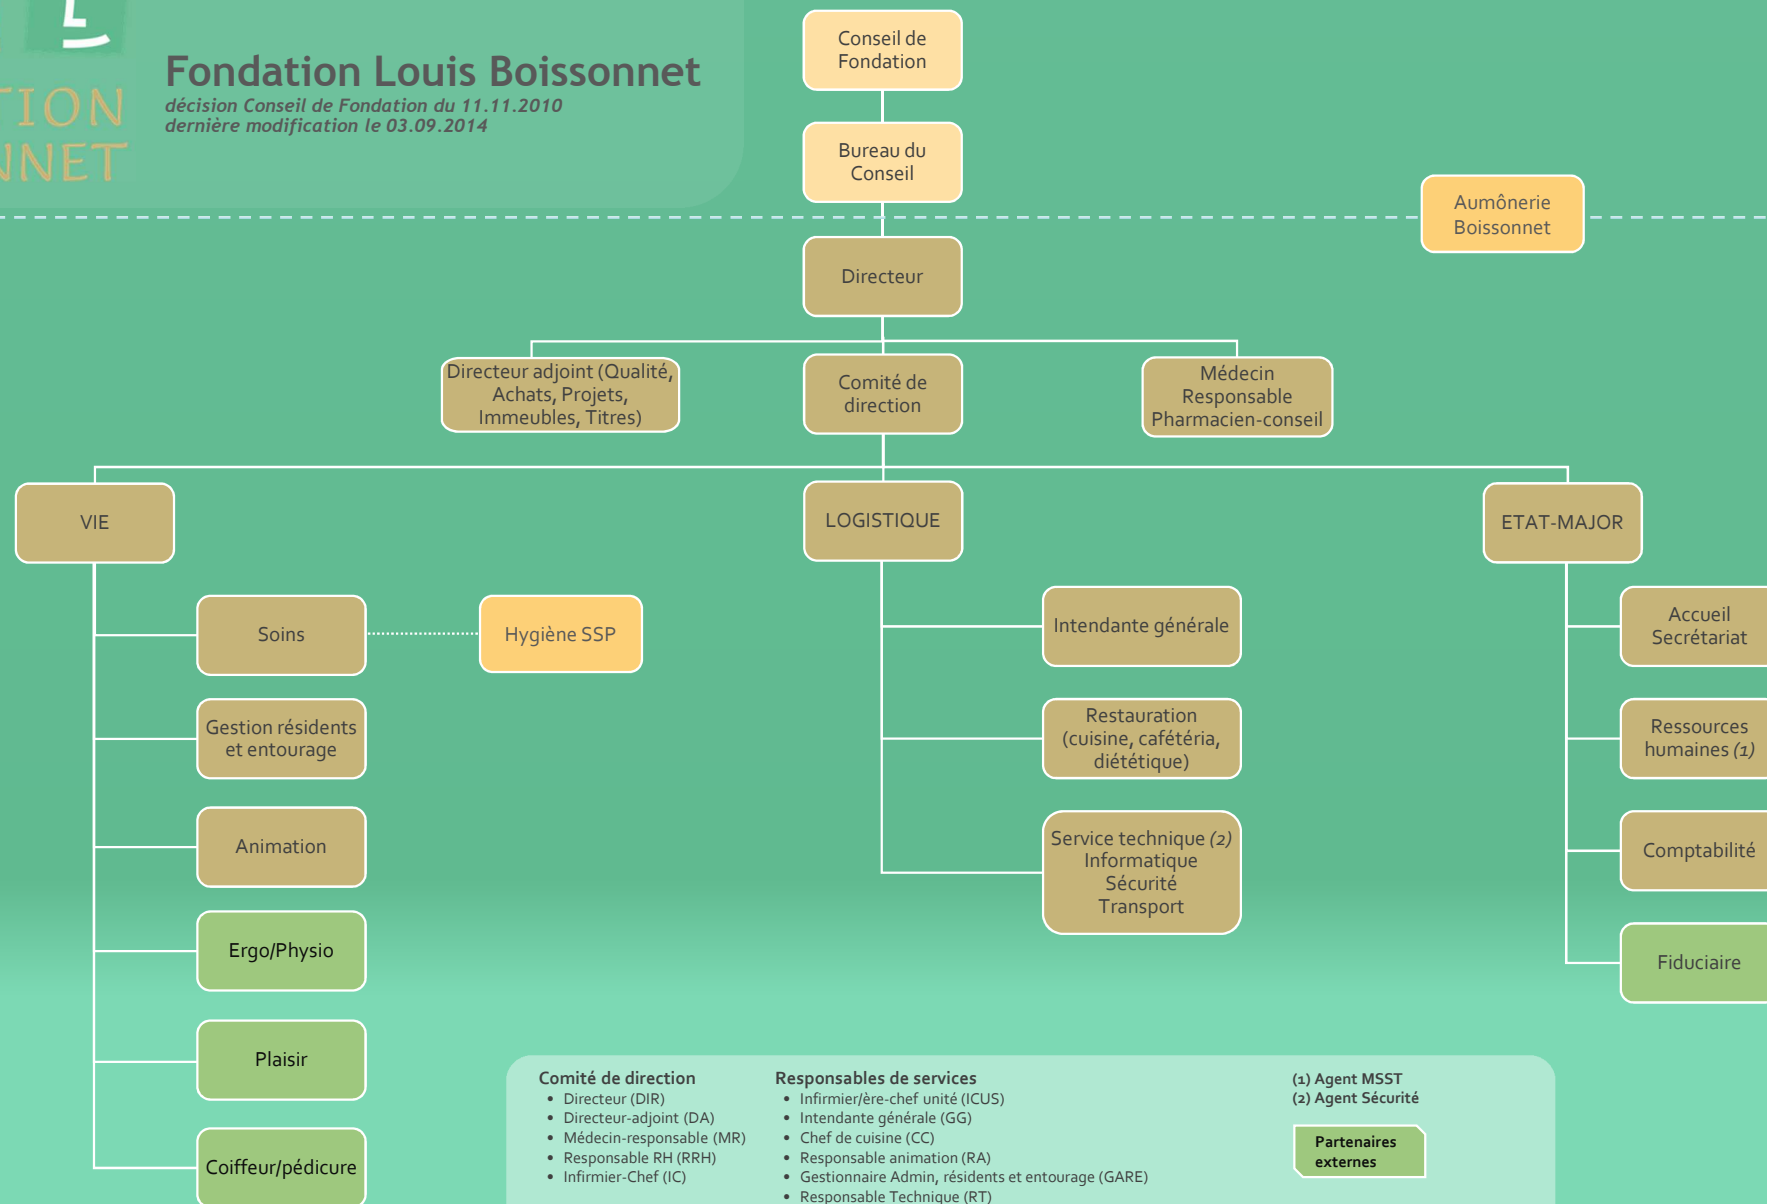 L
TION
NNET
Fondation Louis Boissonnet
décision Conseil de Fondation du 11.11.2010
dernière modification le 03.09.2014
Conseil de
Fondation
Bureau du
Conseil
Aumônerie
Boissonnet
Directeur
Directeur adjoint (Qualité,
Achats, Projets,
Immeubles, Titres)
Comité de
direction
Médecin
Responsable
Pharmacien-conseil
VIE
LOGISTIQUE
ETAT-MAJOR
Soins
Hygiène SSP
Gestion résidents
et entourage
Animation
Ergo/Physio
Plaisir
Coiffeur/pédicure
Intendante générale
Restauration
(cuisine, cafétéria,
diététique)
Service technique (2)
Informatique
Sécurité
Transport
Accueil
Secrétariat
Ressources
humaines (1)
Comptabilité
Fiduciaire
Comité de direction
• Directeur (DIR)
• Directeur-adjoint (DA)
• Médecin-responsable (MR)
• Responsable RH (RRH)
• Infirmier-Chef (IC)
Responsables de services
• Infirmier/ère-chef unité (ICUS)
• Intendante générale (GG)
• Chef de cuisine (CC)
• Responsable animation (RA)
• Gestionnaire Admin, résidents et entourage (GARE)
• Responsable Technique (RT)
(1) Agent MSST
(2) Agent Sécurité
Partenaires
externes